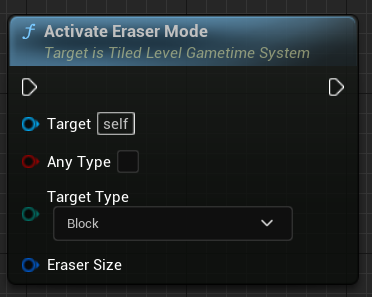 Activate Eraser Mode
Target is Tiled Level Gametime System
Target self
Any Type
Target Type
Block
Eraser Size